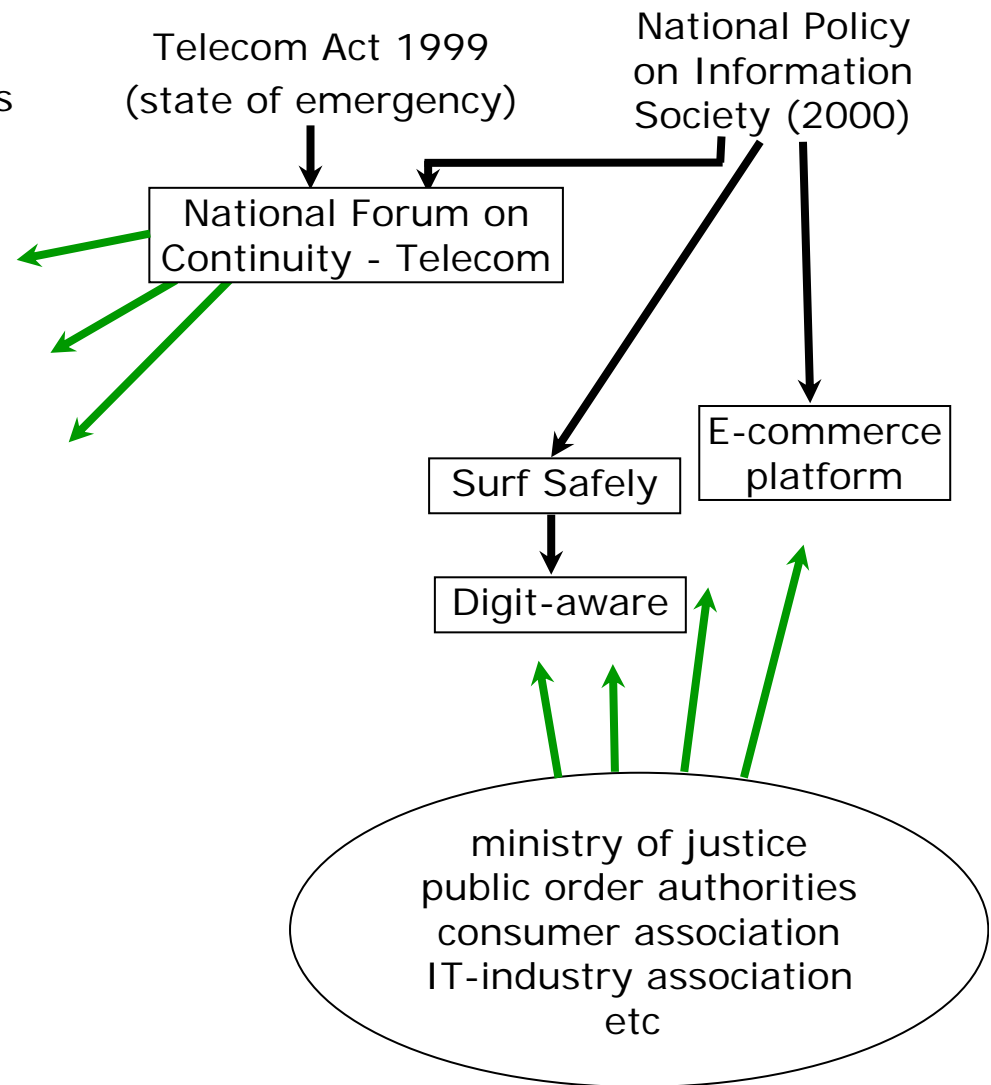 Telecom Act 1999
(state of emergency)
National Policy
on Information
Society (2000)
s
National Forum on
Continuity - Telecom
E-commerce
platform
Surf Safely
Digit-aware
ministry of justice
public order authorities
consumer association
IT-industry association
etc